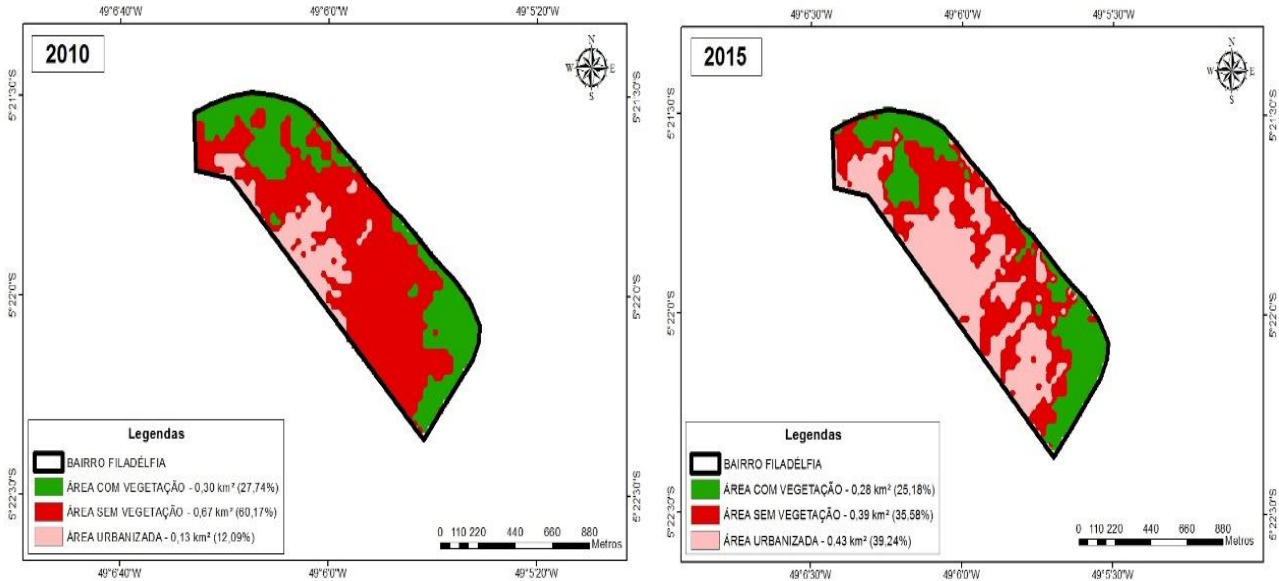 49°6'40"W 49°6'0"W 49°5'20"W
2010
N
W E
S
5°21'30"S 5°21'30"S
5°22'0"S 5°22'0"S
5°22'30"S 5°22'30"S
Legendas
BAIRRO FILADÉLFIA
ÁREA COM VEGETAÇÃO - 0,30 km² (27,74%)
ÁREA SEM VEGETAÇÃO - 0,67 km² (60,17%)
ÁREA URBANIZADA - 0,13 km² (12,09%)
0 110 220 440 660 880
Metros
49°6'40"W 49°6'0"W 49°5'20"W
49°6'30"W 49°6'0"W 49°5'30"W
2015
N
W E
S
5°21'30"S 5°21'30"S
5°22'0"S 5°22'0"S
5°22'30"S 5°22'30"S
Legendas
BAIRRO FILADÉLFIA
ÁREA COM VEGETAÇÃO - 0,28 km² (25,18%)
ÁREA SEM VEGETAÇÃO - 0,39 km² (35,58%)
ÁREA URBANIZADA - 0,43 km² (39,24%)
0 110 220 440 660 880
Metros
49°6'30"W 49°6'0"W 49°5'30"W